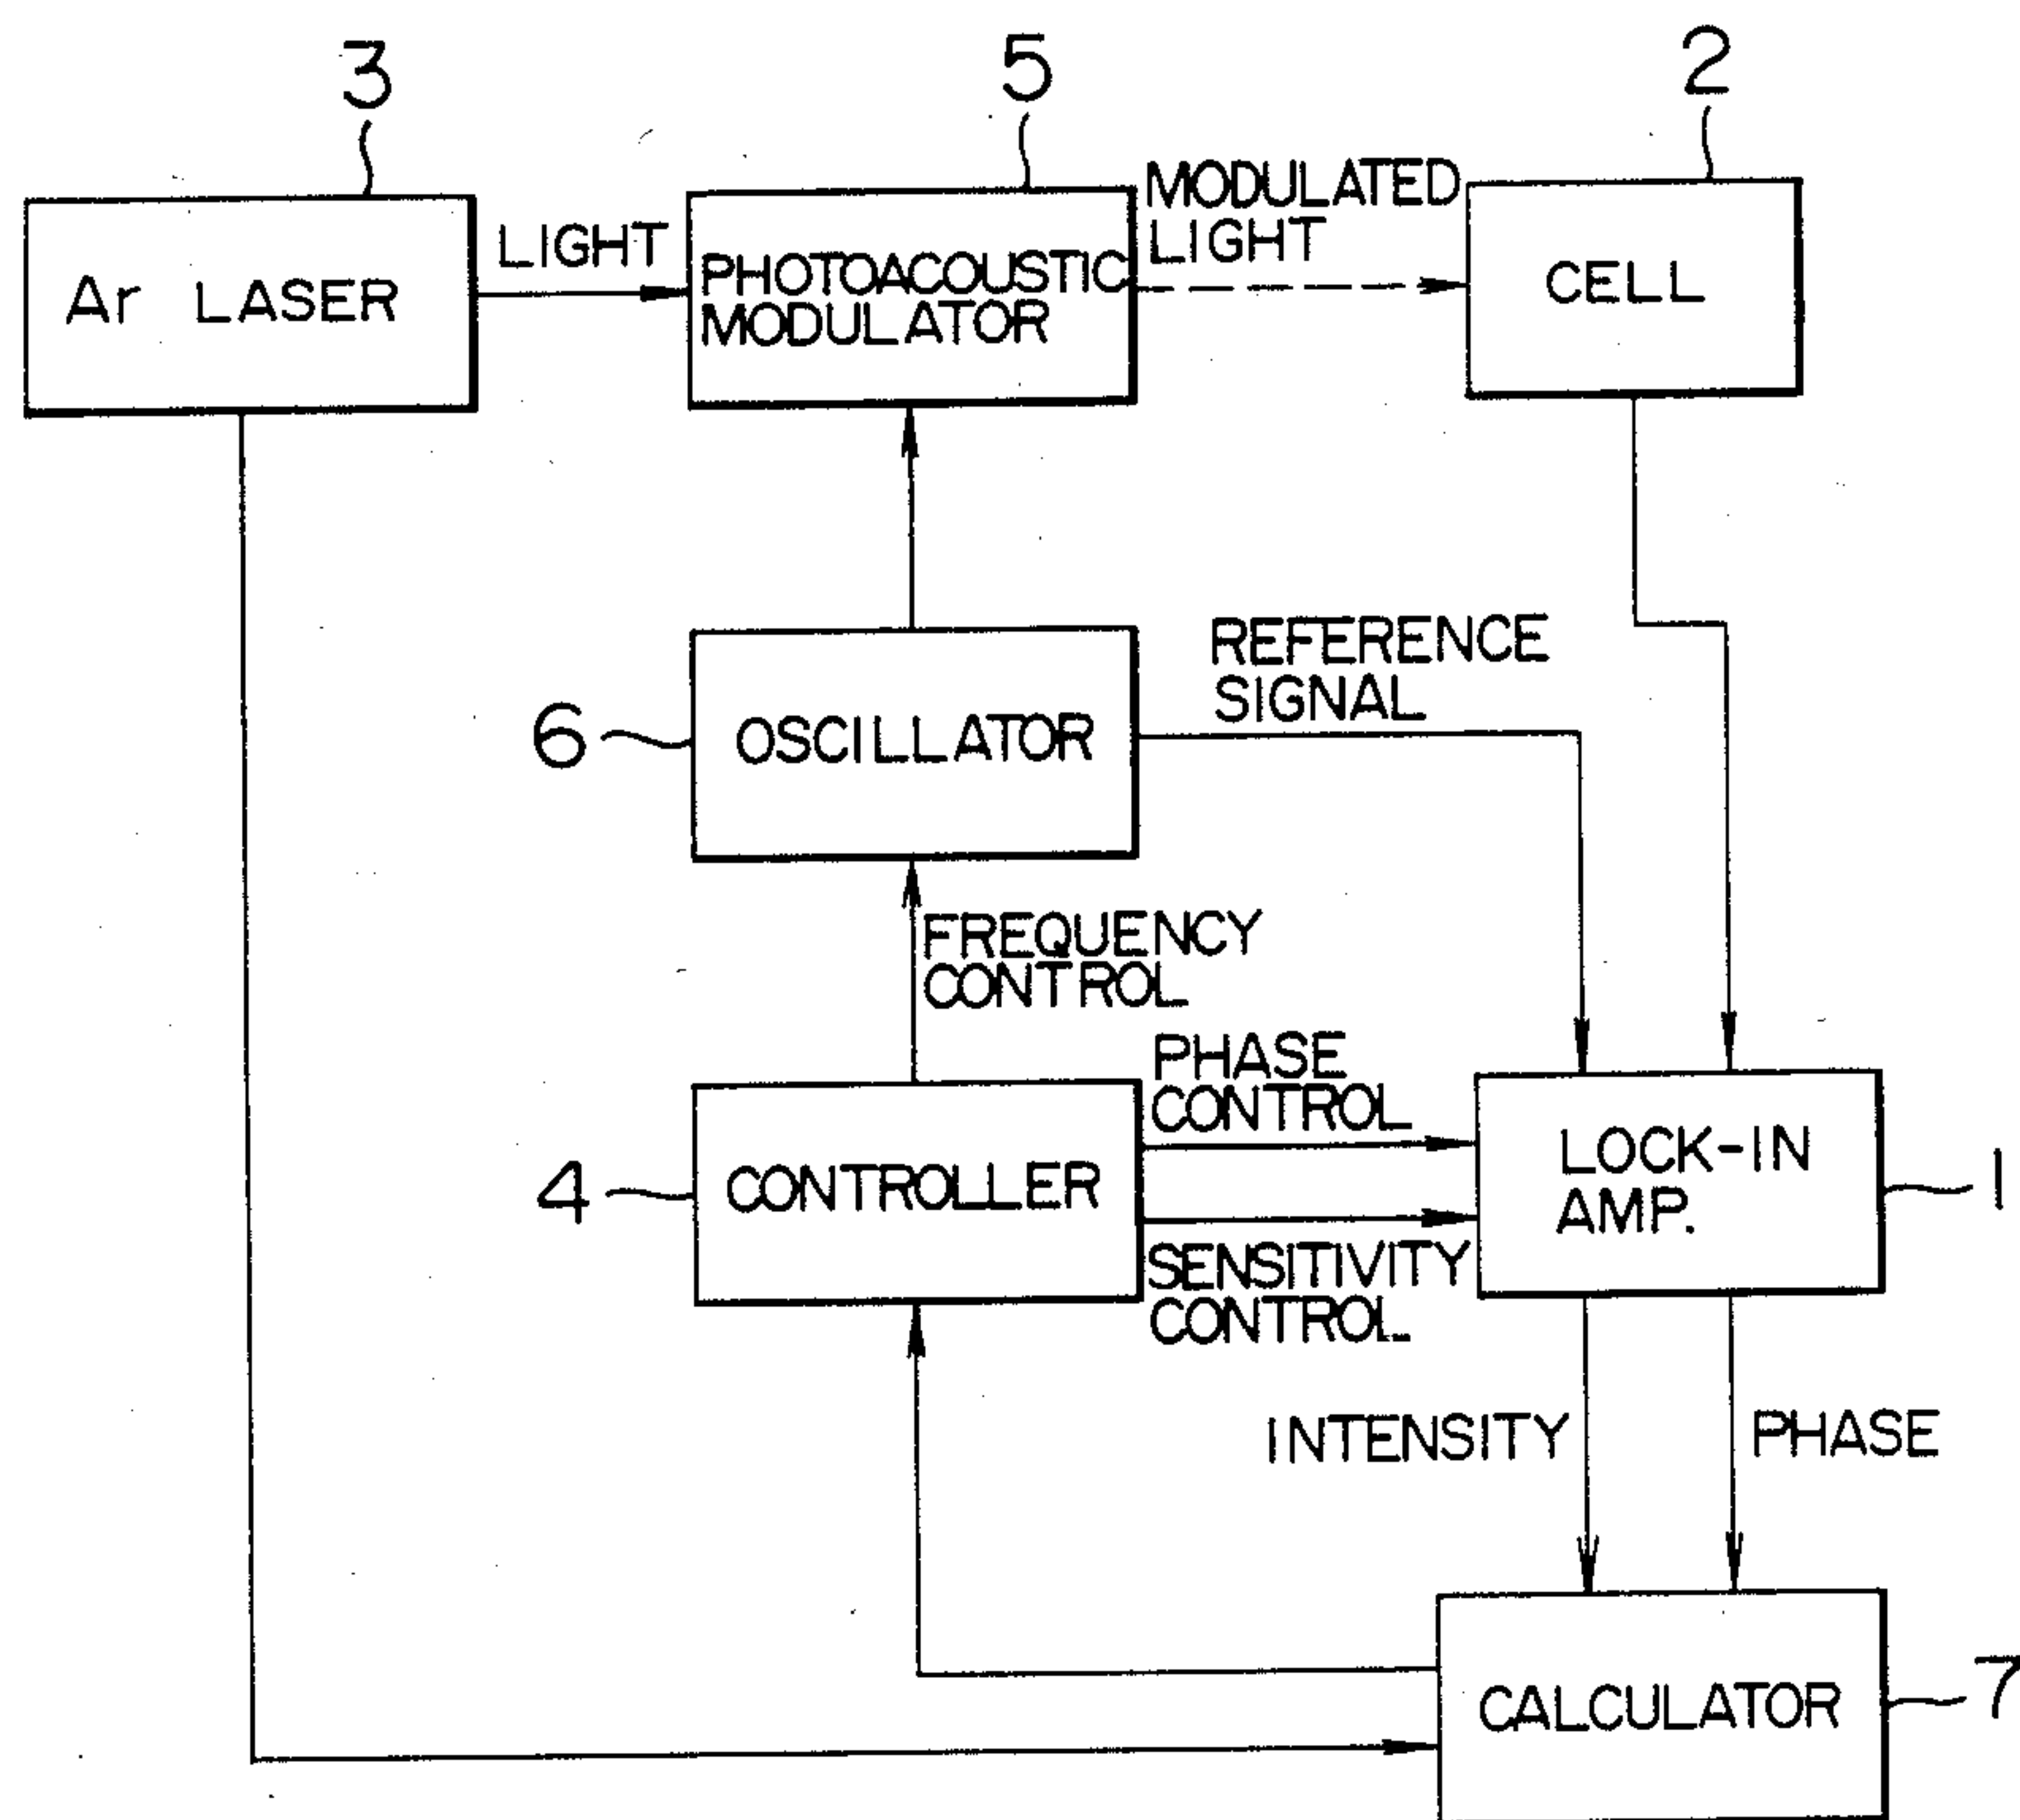 3
5
2
Ar LASER
LIGHT
PHOTOACOUSTIC
MODULATOR
MODULATED
LIGHT
CELL
6
OSCILLATOR
REFERENCE
SIGNAL
FREQUENCY
CONTROL
4
CONTROLLER
PHASE
CONTROL
SENSITIVITY
CONTROL
LOCK-IN
AMP.
1
INTENSITY
PHASE
CALCULATOR
7